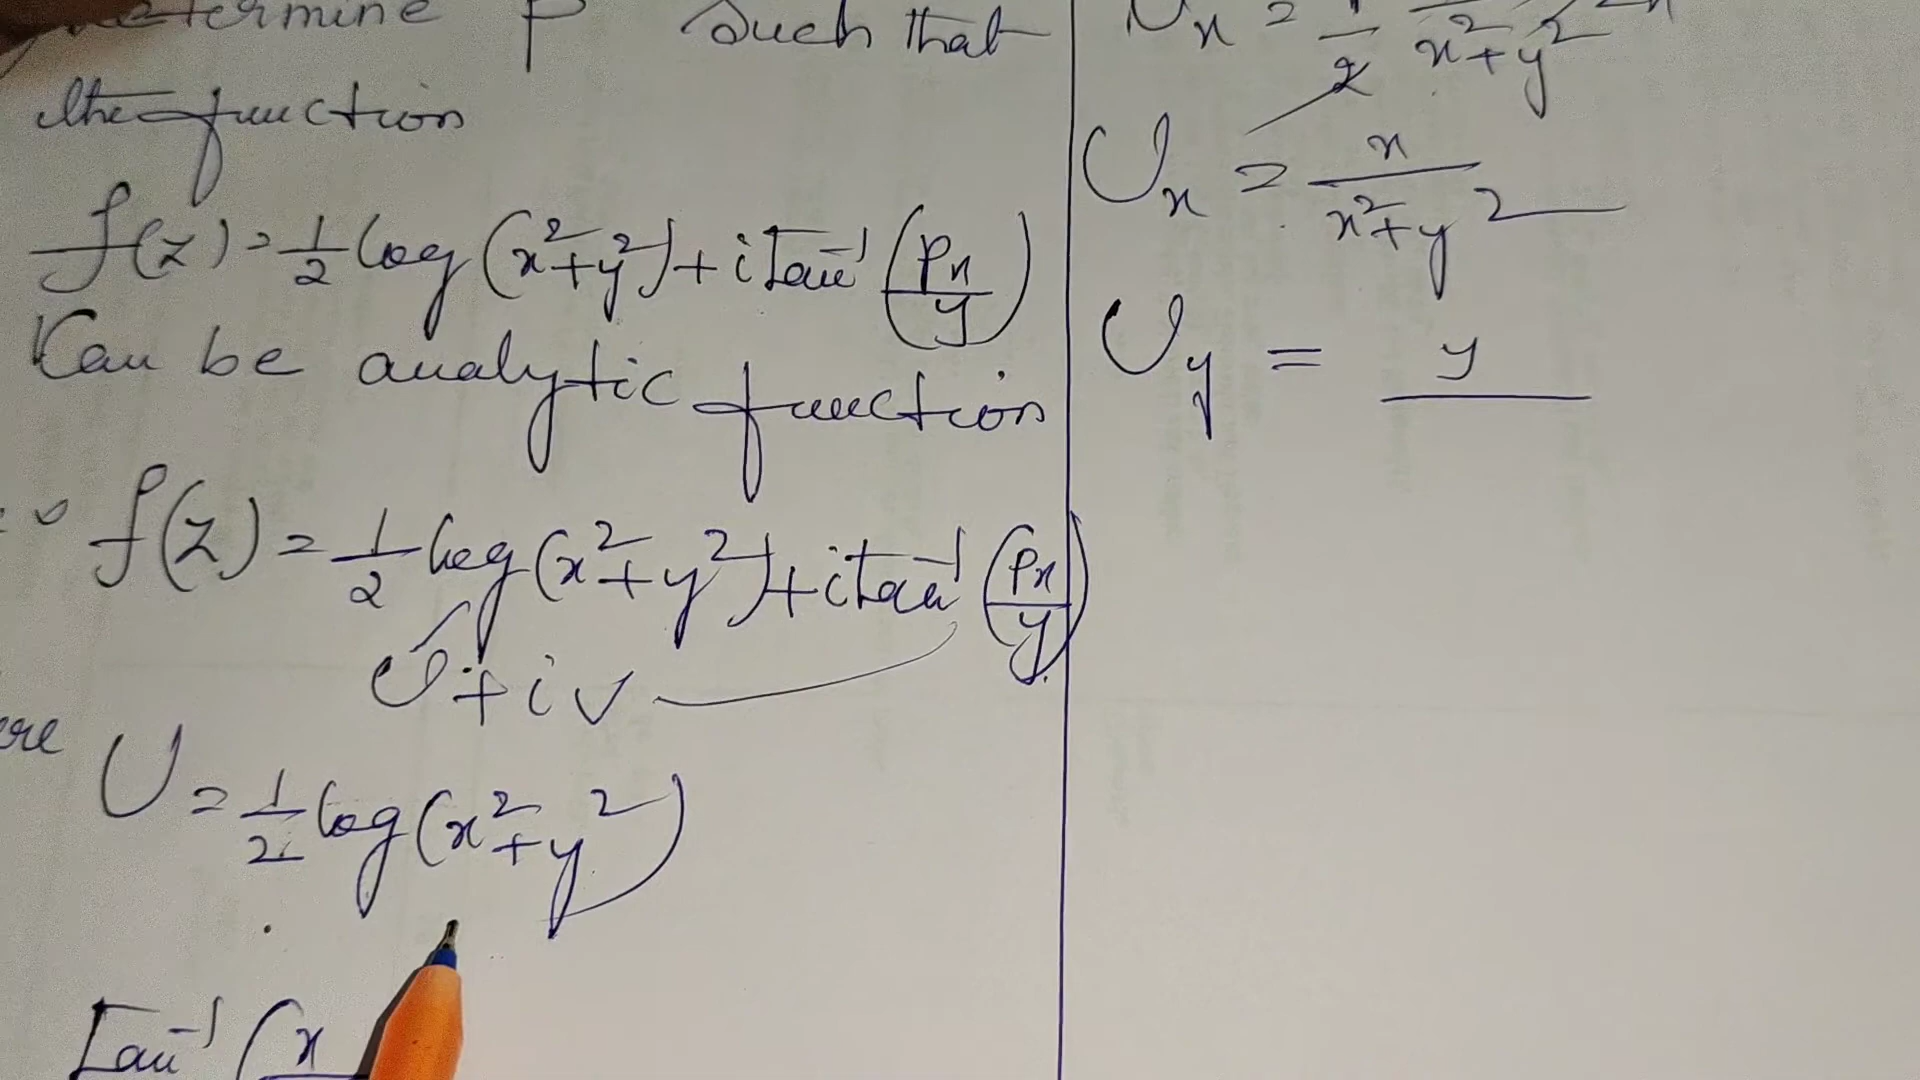 Determine P such that
the function
f(z) = 1/2 log(x²+y²) + i Tan⁻¹(Px/y)
Can be analytic function
f(z) = 1/2 log(x²+y²) + i Tan⁻¹(Px/y)
U + iv
U = 1/2 log(x²+y²)
Tan⁻¹(x
Ux = 1/2 x²+y²
Ux = x/x²+y²
Uy = y